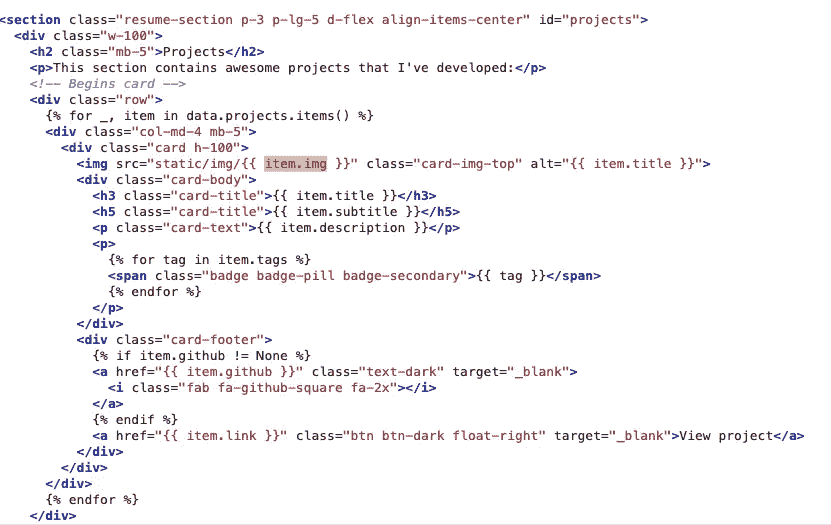 <section class="resume-section p-3 p-lg-5 d-flex align-items-center" id="projects">
<div class="w-100">
<h2 class="mb-5">Projects</h2>
<p>This section contains awesome projects that I've developed:</p>
<!-- Begins card -->
<div class="row">
{% for _, item in data.projects.items() %}
<div class="col-md-4 mb-5">
<div class="card h-100">
<img src="static/img/{{ item.img }}" class="card-img-top" alt="{{ item.title }}">
<div class="card-body">
<h3 class="card-title">{{ item.title }}</h3>
<h5 class="card-title">{{ item.subtitle }}</h5>
<p class="card-text">{{ item.description }}</p>
<p>
{% for tag in item.tags %}
<span class="badge badge-pill badge-secondary">{{ tag }}</span>
{% endfor %}
</p>
</div>
<div class="card-footer">
{% if item.github != None %}
<a href="{{ item.github }}" class="text-dark" target="_blank">
<i class="fab fa-github-square fa-2x"></i>
</a>
{% endif %}
<a href="{{ item.link }}" class="btn btn-dark float-right" target="_blank">View project</a>
</div>
</div>
</div>
{% endfor %}
</div>